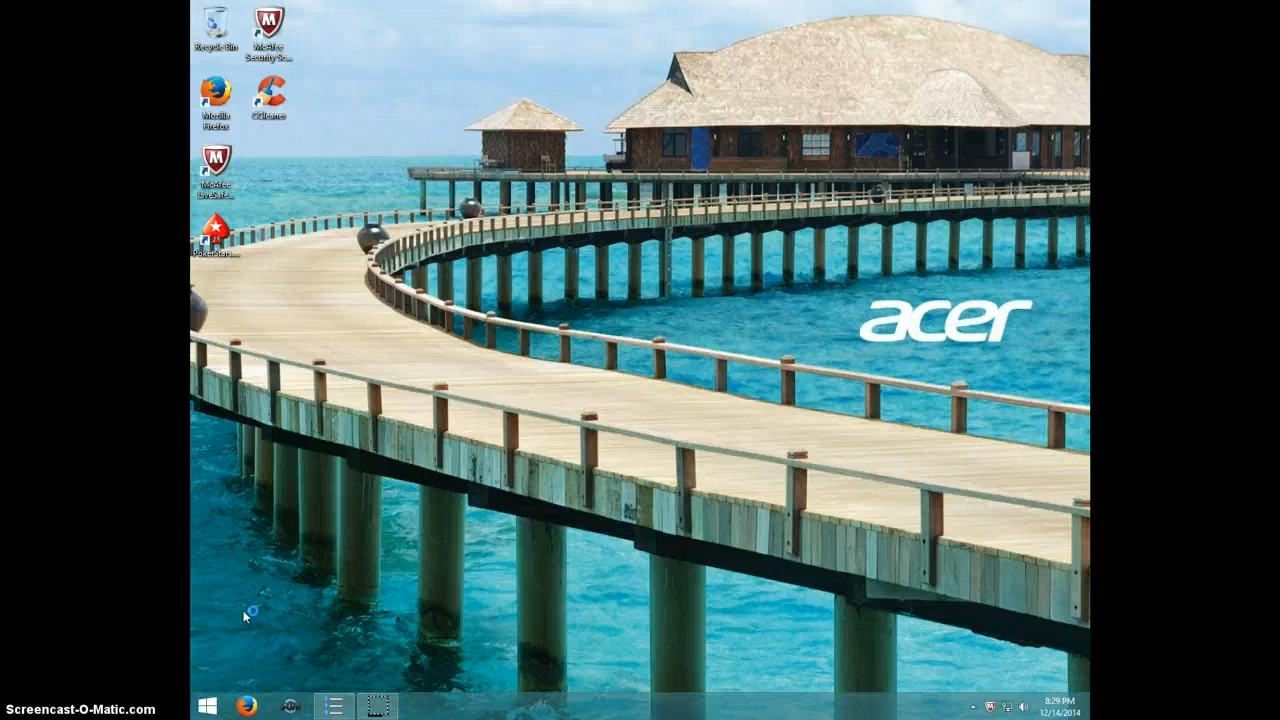 Recycle Bin
McAfee
Security Sc...
Mozilla
Firefox
CCleaner
McAfee
LiveSafe...
PokerStars....
acer
8:29 PM
12/14/2014
Screencast-O-Matic.com